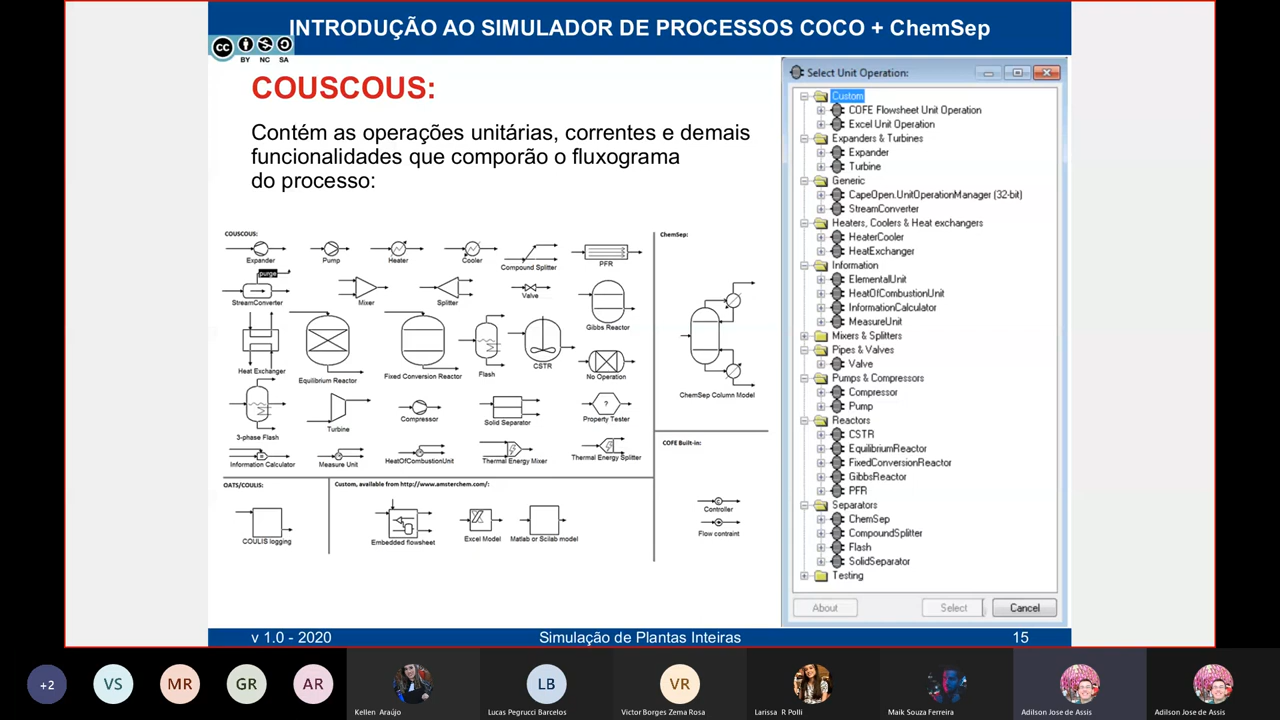 INTRODUÇÃO AO SIMULADOR DE PROCESSOS COCO + ChemSep
CC
BY NC SA
COUSCOUS:
Contém as operações unitárias, correntes e demais
funcionalidades que comporão o fluxograma
do processo:
COUSCOUS:
Expander
Pump
Heater
Cooler
Compound Splitter
PFR
purge
StreamConverter
Mixer
Splitter
Valve
Gibbs Reactor
Heat Exchanger
Equilibrium Reactor
Fixed Conversion Reactor
Flash
CSTR
No Operation
3-phase Flash
Turbine
Compressor
Solid Separator
?
Property Tester
Information Calculator
Measure Unit
HeatOfCombustionUnit
Thermal Energy Mixer
Thermal Energy Splitter
ChemSep:
ChemSep Column Model
COFE Built-in:
Controller
Flow contraint
OATS/COULIS:
COULIS logging
Custom, available from http://www.amsterchem.com/:
Embedded flowsheet
Excel Model
Matlab or Scilab model
Select Unit Operation:
Custom
COFE Flowsheet Unit Operation
Excel Unit Operation
Expanders & Turbines
Expander
Turbine
Generic
CapeOpen.UnitOperationManager (32-bit)
StreamConverter
Heaters, Coolers & Heat exchangers
HeaterCooler
HeatExchanger
Information
ElementalUnit
HeatOfCombustionUnit
InformationCalculator
MeasureUnit
Mixers & Splitters
Pipes & Valves
Valve
Pumps & Compressors
Compressor
Pump
Reactors
CSTR
EquilibriumReactor
FixedConversionReactor
GibbsReactor
PFR
Separators
ChemSep
CompoundSplitter
Flash
SolidSeparator
Testing
About
Select
Cancel
v 1.0 - 2020
Simulação de Plantas Inteiras
15
+2
VS
MR
GR
AR
LB
VR
Kellen Araújo
Lucas Pegrucci Barcelos
Victor Borges Zema Rosa
Larissa R Polli
Maik Souza Ferreira
Adilson Jose de Assis
Adilson Jose de Assis